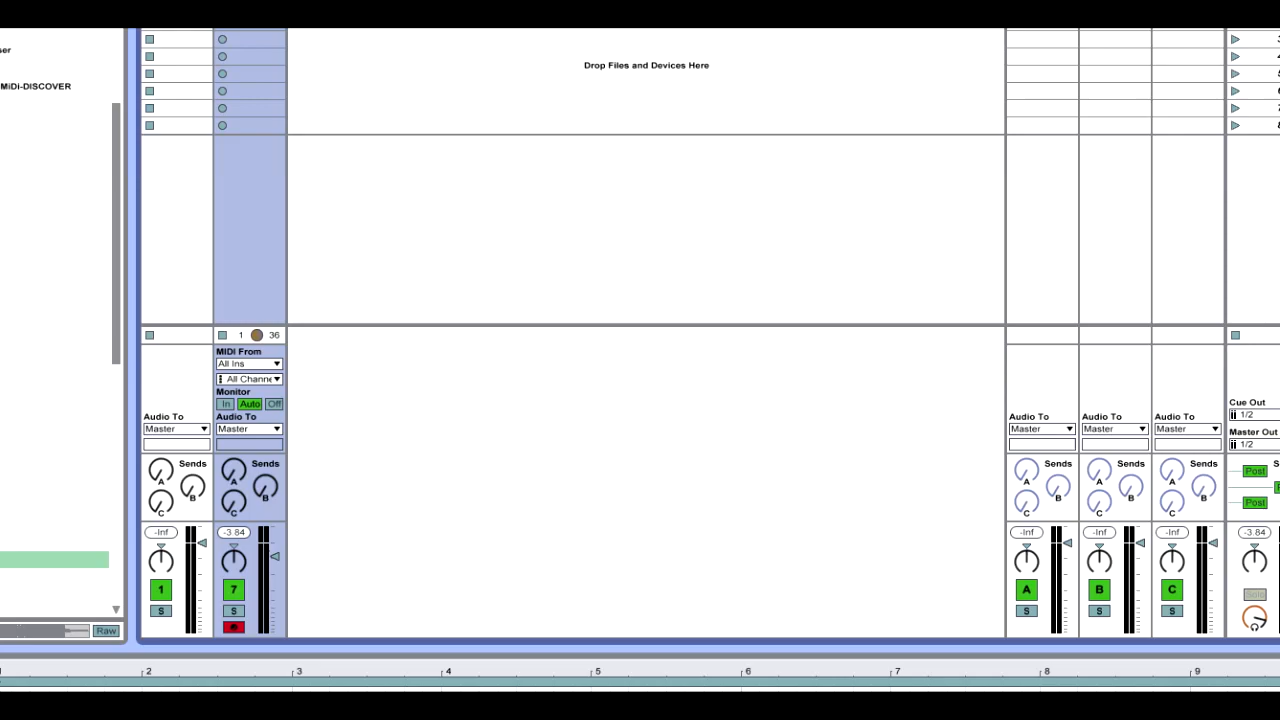 ser
Drop Files and Devices Here
MiDi-DISCOVER
1 36
MIDI From
All Ins
All Channe
Monitor
In Auto Off
Cue Out
1/2
Audio To Audio To Audio To Audio To Audio To
Master Master Master Master Master
Master Out
1/2
Sends Sends Sends Sends Sends S
A B A B A B A B A B Post
C C C C C Post
-Inf -3.84 -Inf -Inf -Inf -3.84
1 7 A B C Solo
S S S S S
Raw
2 3 4 5 6 7 8 9